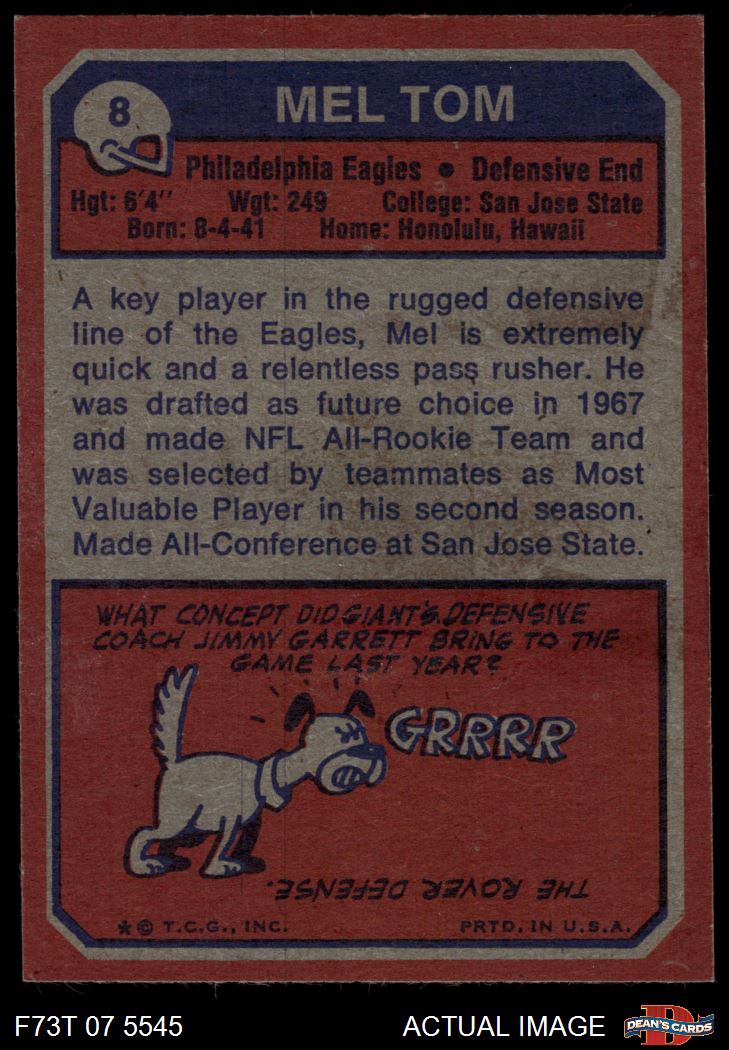 8
MEL TOM
Philadelphia Eagles • Defensive End
Hgt: 6'4" Wgt: 249 College: San Jose State
Born: 8-4-41 Home: Honolulu, Hawaii
A key player in the rugged defensive
line of the Eagles, Mel is extremely
quick and a relentless pass rusher. He
was drafted as future choice in 1967
and made NFL All-Rookie Team and
was selected by teammates as Most
Valuable Player in his second season.
Made All-Conference at San Jose State.
WHAT CONCEPT DID GIANT'S DEFENSIVE
COACH JIMMY GARRETT BRING TO THE
GAME LAST YEAR?
GRRRR
THE ROVER DEFENSE.
*© T.C.G., INC. PRTD. IN U.S.A.
F73T 07 5545 ACTUAL IMAGE D DEAN'S CARDS